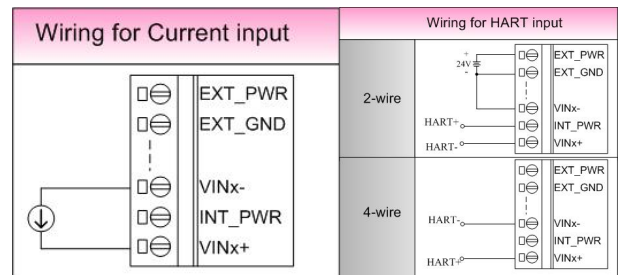 Wiring for Current input
EXT_PWR
EXT_GND
VINx-
INT_PWR
VINx+
Wiring for HART input
2-wire
+
24V
-
EXT_PWR
EXT_GND
VINx-
HART+
INT_PWR
HART-
VINx+
4-wire
EXT_PWR
EXT_GND
HART-
VINx-
INT_PWR
HART+
VINx+